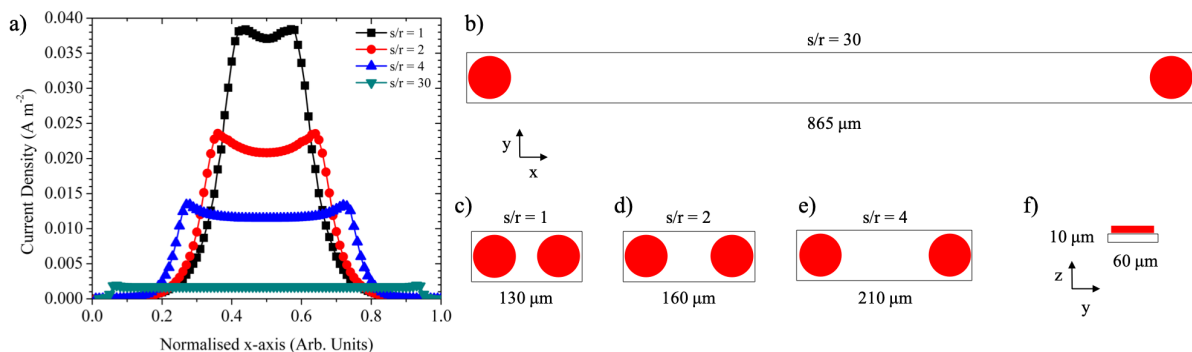 a)
0.040
0.035
0.030
0.025
0.020
0.015
0.010
0.005
0.000
Current Density (A m⁻²)
s/r = 1
s/r = 2
s/r = 4
s/r = 30
0.0
0.2
0.4
0.6
0.8
1.0
Normalised x-axis (Arb. Units)
b)
s/r = 30
865 μm
y
x
c)
s/r = 1
130 μm
d)
s/r = 2
160 μm
e)
s/r = 4
210 μm
f)
10 μm
60 μm
z
y